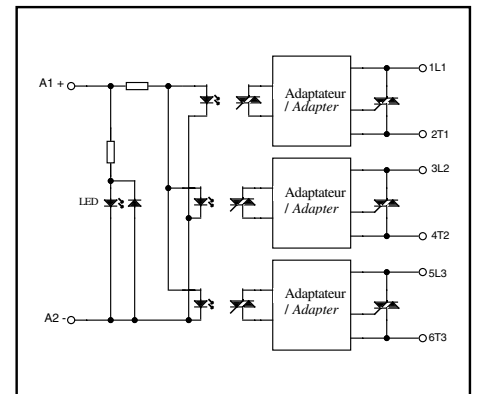 A1 +
LED
A2 -
Adaptateur
/ Adapter
1L1
2T1
Adaptateur
/ Adapter
3L2
4T2
Adaptateur
/ Adapter
5L3
6T3